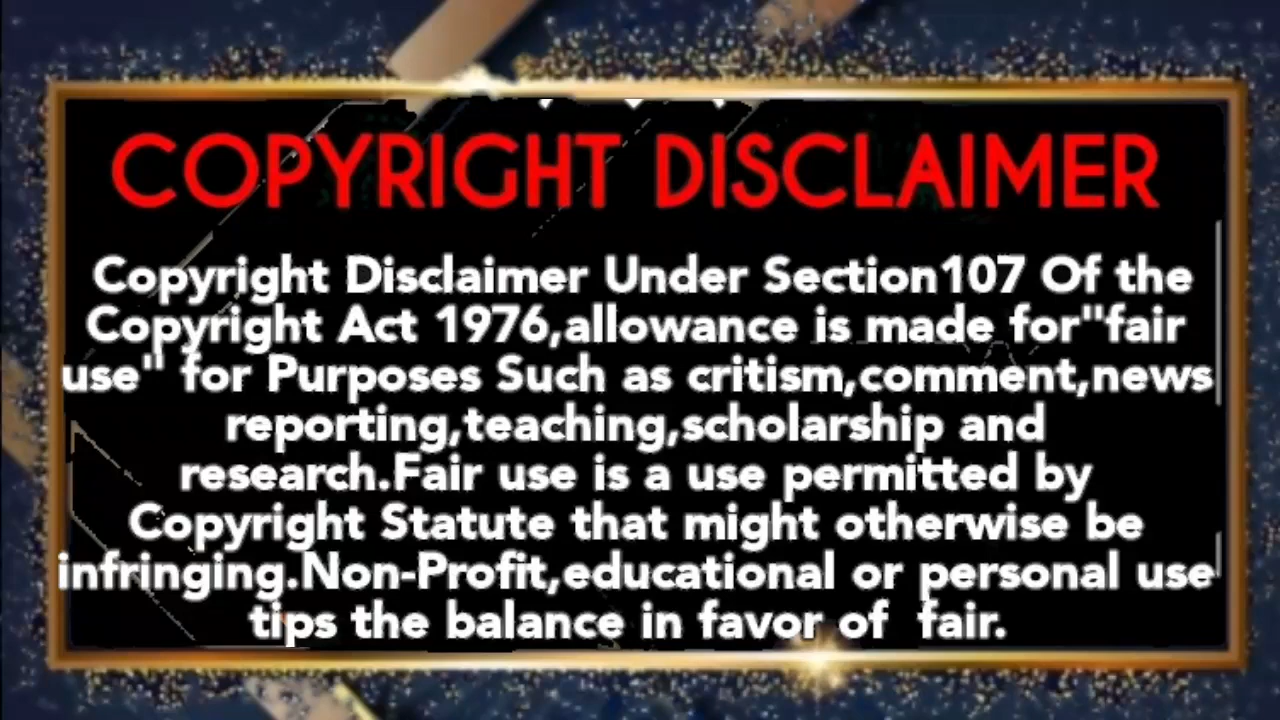 COPYRIGHT DISCLAIMER
Copyright Disclaimer Under Section107 Of the
Copyright Act 1976,allowance is made for"fair
use" for Purposes Such as critism,comment,news
reporting,teaching,scholarship and
research.Fair use is a use permitted by
Copyright Statute that might otherwise be
infringing.Non-Profit,educational or personal use
tips the balance in favor of  fair.